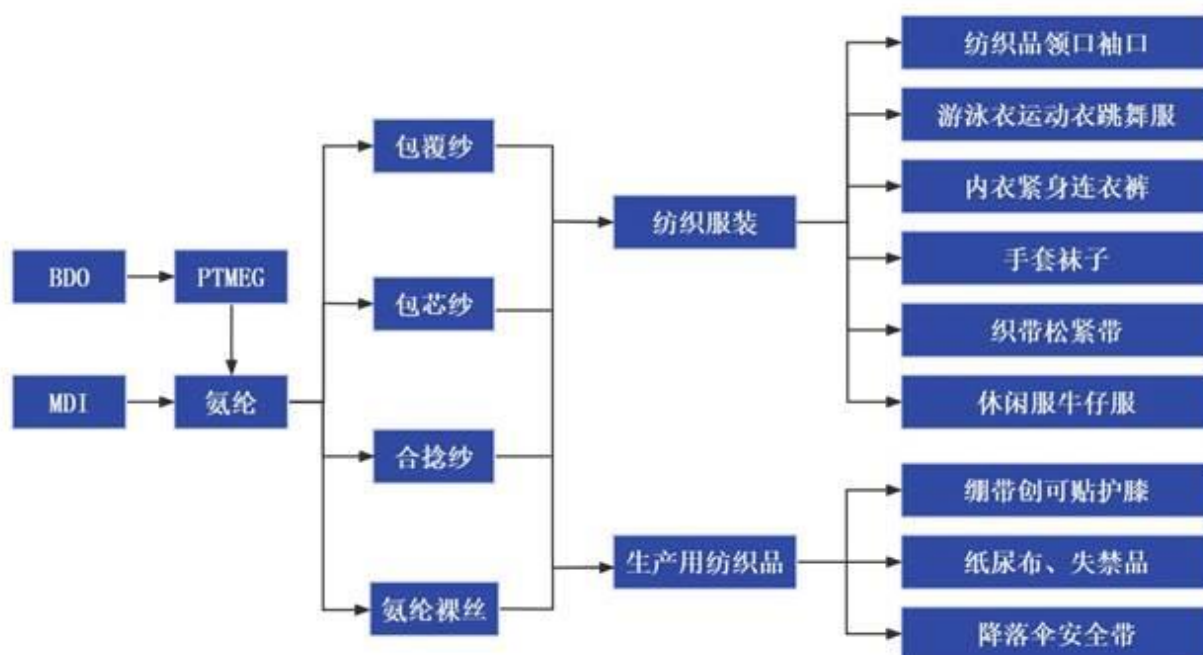 BDO
PTMEG
MDI
氨纶
包覆纱
包芯纱
合捻纱
氨纶裸丝
纺织服装
生产用纺织品
纺织品领口袖口
游泳衣运动衣跳舞服
内衣紧身连衣裤
手套袜子
织带松紧带
休闲服牛仔服
绷带创可贴护膝
纸尿布、失禁品
降落伞安全带